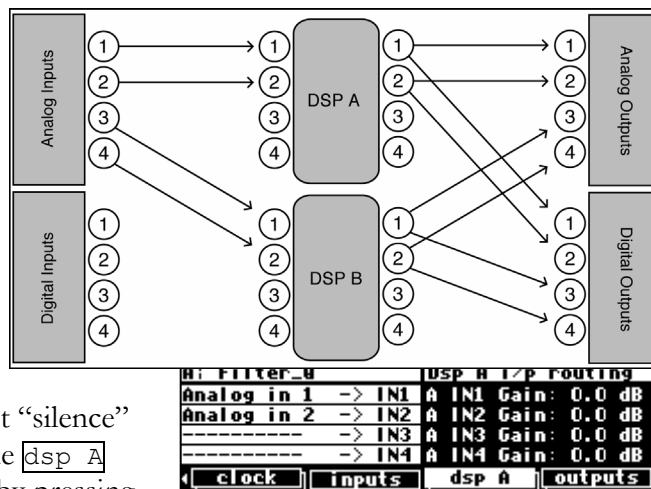 Analog Inputs
1
2
3
4
Digital Inputs
1
2
3
4
1
2
3
4
DSP A
1
2
3
4
1
2
3
4
DSP B
1
2
3
4
Analog Outputs
1
2
3
4
Digital Outputs
1
2
3
4
“silence”
dsp A
by pressing
A: Dsp A I/p routing
Analog in 1 -> IN1 A IN1 Gain: 0.0 dB
Analog in 2 -> IN2 A IN2 Gain: 0.0 dB
---------- -> IN3 A IN3 Gain: 0.0 dB
---------- -> IN4 A IN4 Gain: 0.0 dB
clock inputs dsp A outputs